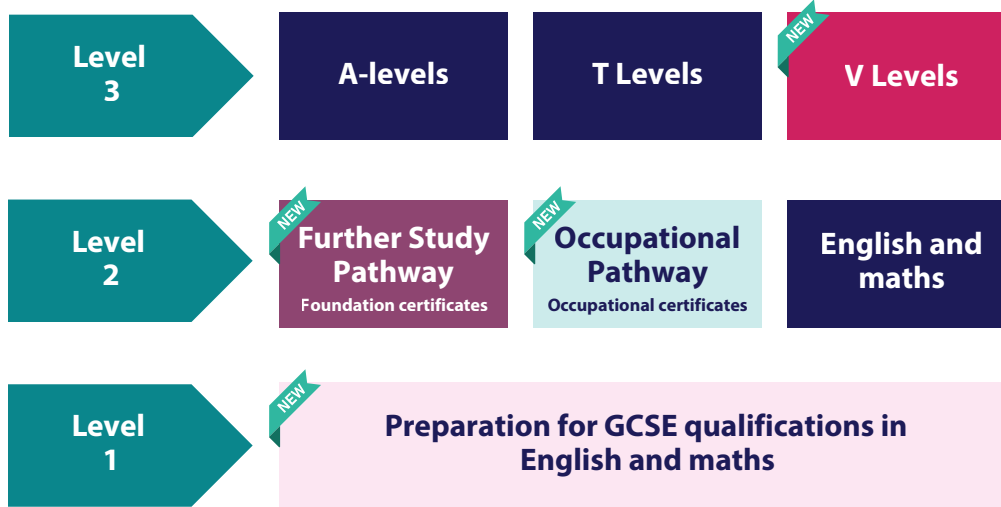 Level
3
A-levels
T Levels
NEW
V Levels
Level
2
NEW
Further Study
Pathway
Foundation certificates
NEW
Occupational
Pathway
Occupational certificates
English and
maths
Level
1
NEW
Preparation for GCSE qualifications in
English and maths